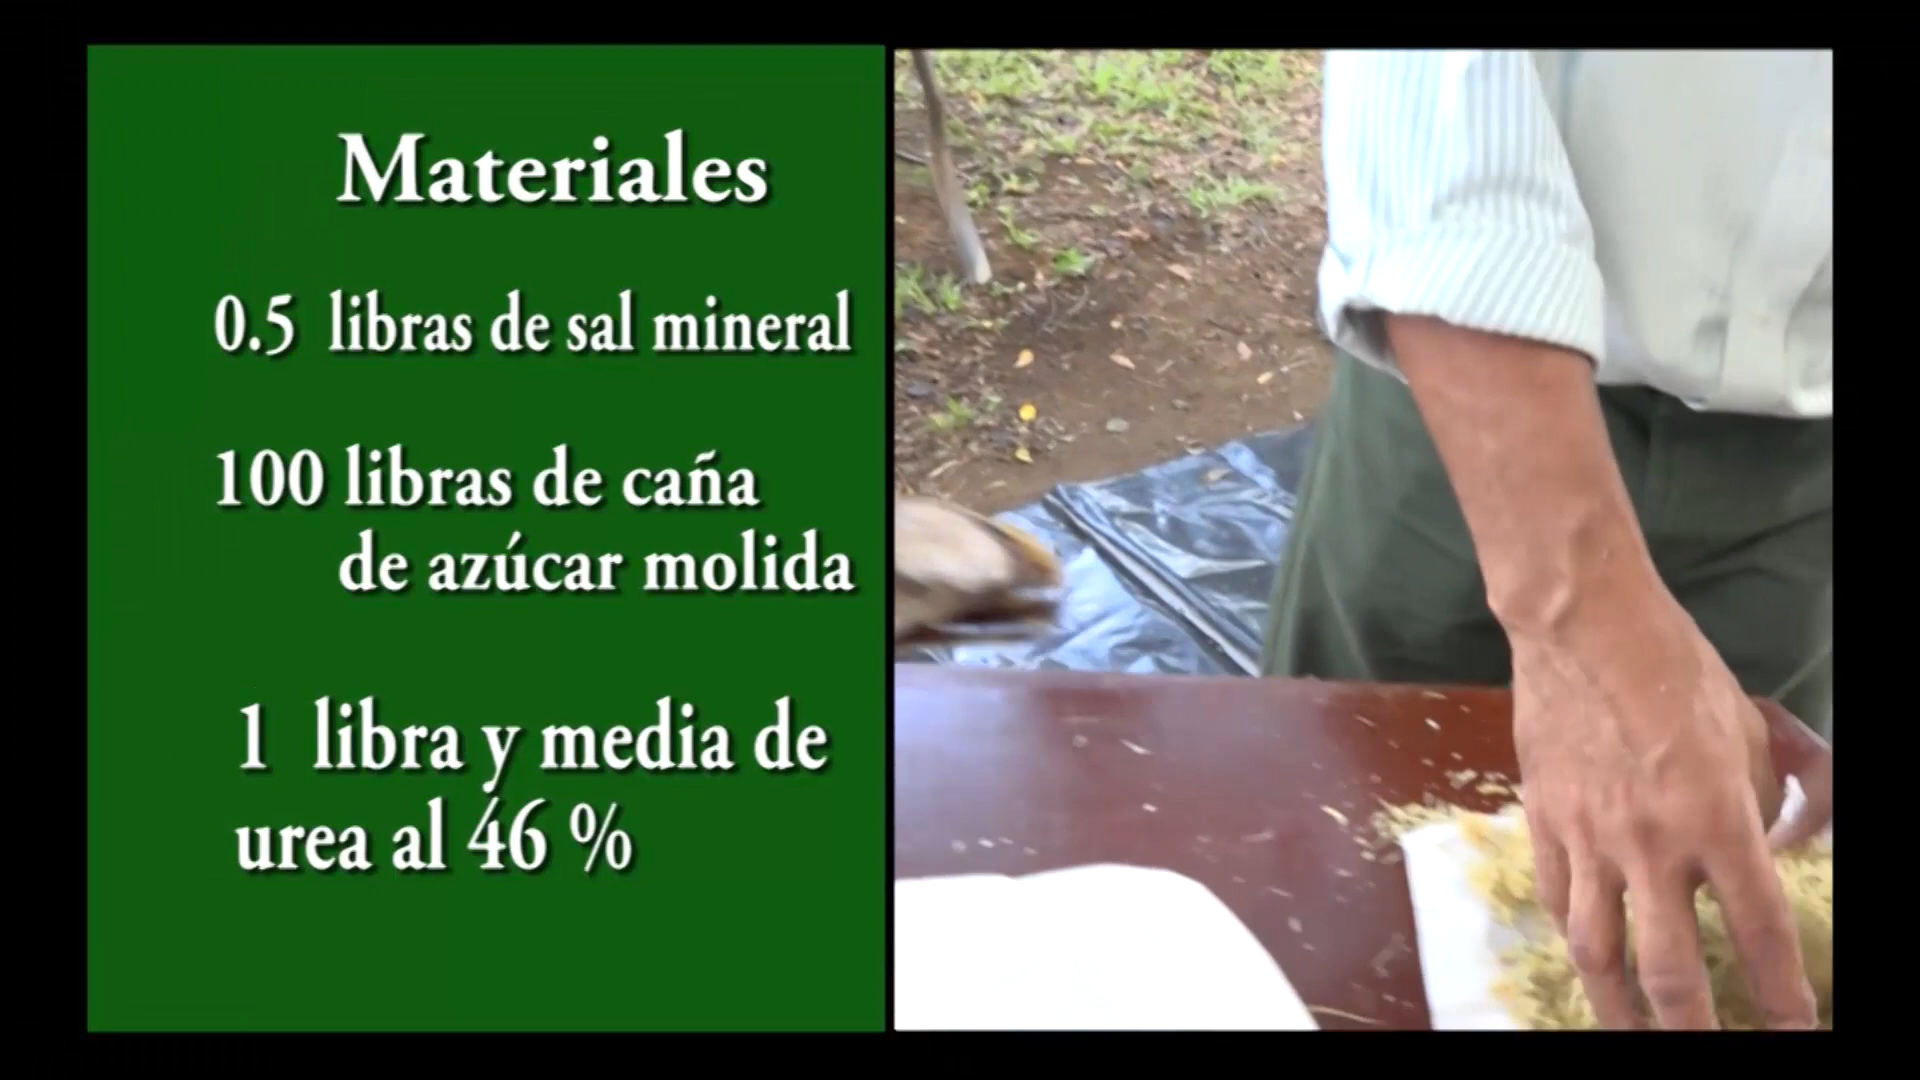 Materiales
0.5 libras de sal mineral
100 libras de caña
de azúcar molida
1 libra y media de
urea al 46 %